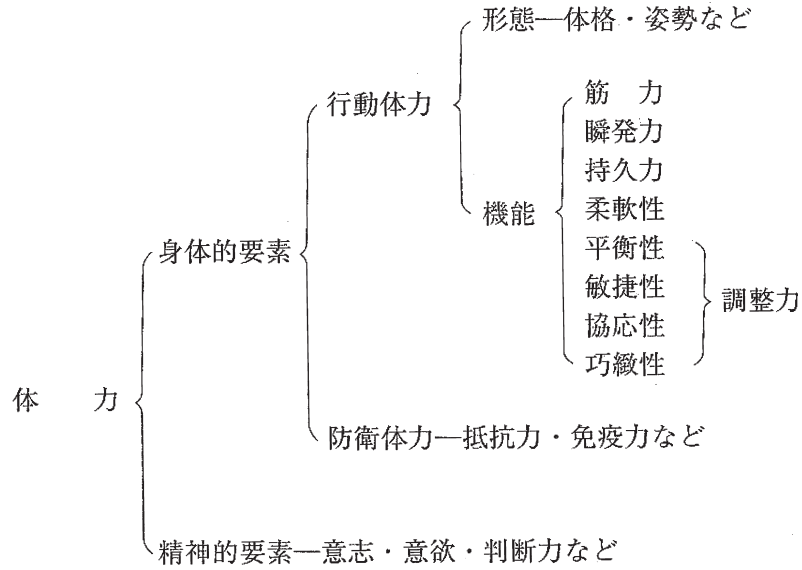 形態―体格・姿勢など
行動体力
筋　力
瞬発力
持久力
機能
柔軟性
平衡性
身体的要素
敏捷性
調整力
協応性
巧緻性
体　力
防衛体力―抵抗力・免疫力など
精神的要素―意志・意欲・判断力など